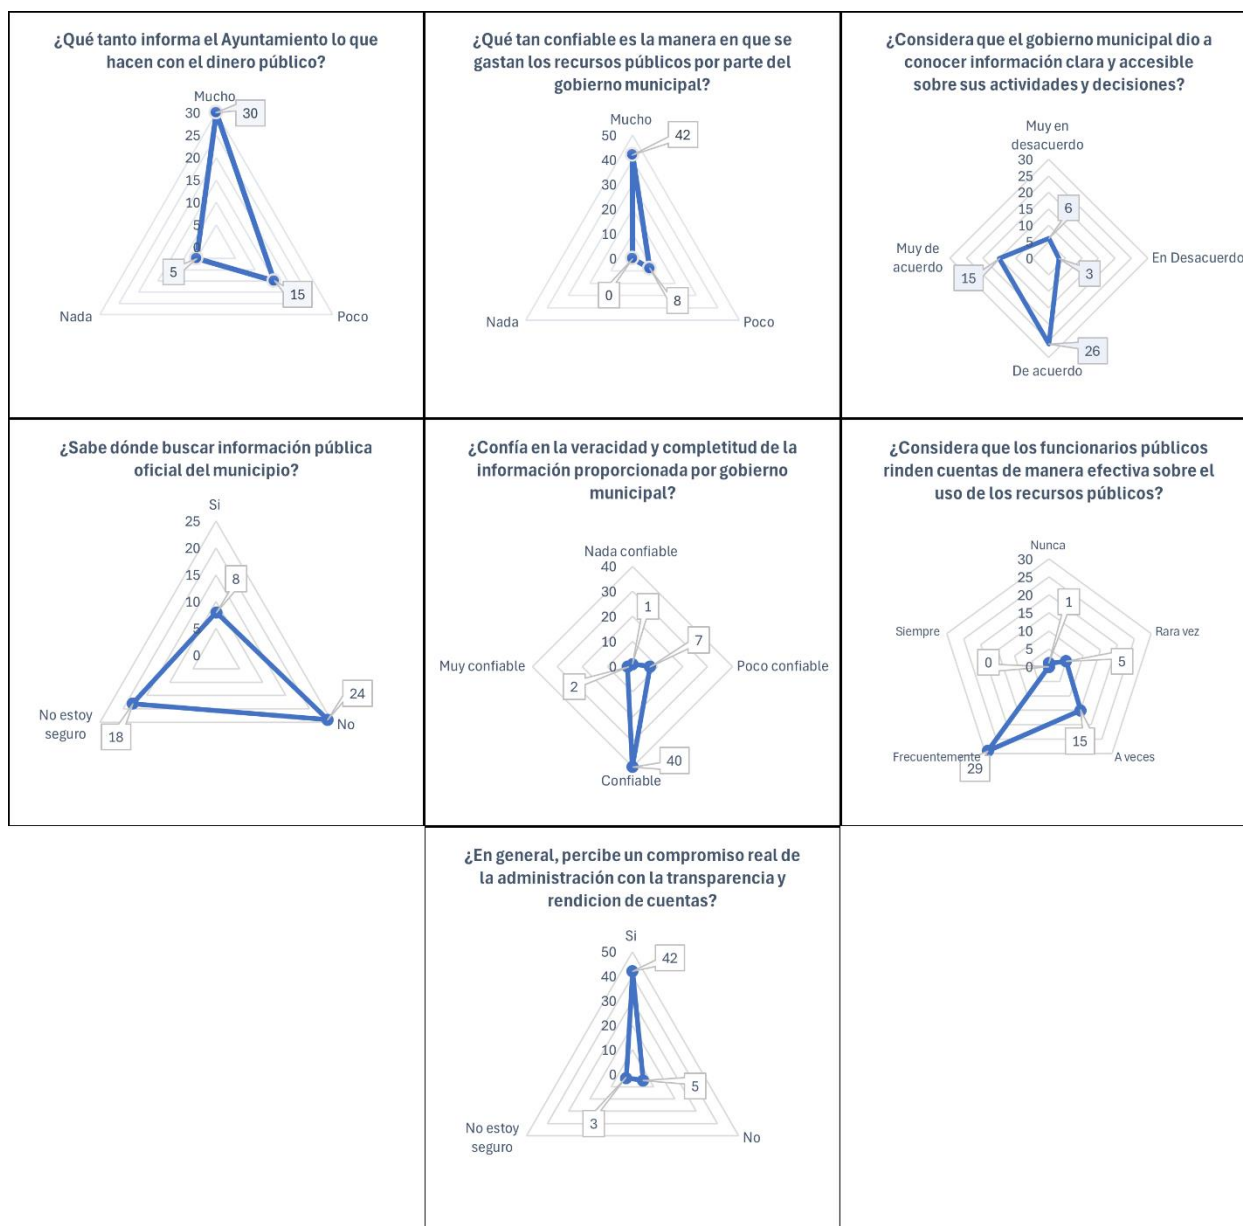 ¿Qué tanto informa el Ayuntamiento lo que
hacen con el dinero público?
Mucho
30
25
20
15
10
5
0
30
5
15
Nada
Poco
¿Qué tan confiable es la manera en que se
gastan los recursos públicos por parte del
gobierno municipal?
Mucho
50
40
30
20
10
0
42
0
8
Nada
Poco
¿Considera que el gobierno municipal dio a
conocer información clara y accesible
sobre sus actividades y decisiones?
Muy en
desacuerdo
30
25
20
15
10
5
0
6
Muy de
acuerdo
15
3
En Desacuerdo
26
De acuerdo
¿Sabe dónde buscar información pública
oficial del municipio?
Si
25
20
15
10
5
0
8
24
No
No estoy
seguro
18
¿Confía en la veracidad y completitud de la
información proporcionada por gobierno
municipal?
Nada confiable
40
30
20
10
0
1
7
Muy confiable
Poco confiable
2
40
Confiable
¿Considera que los funcionarios públicos
rinden cuentas de manera efectiva sobre el
uso de los recursos públicos?
Nunca
30
25
20
15
10
5
0
1
Siempre
Rara vez
0
5
15
Frecuentemente
A veces
29
¿En general, percibe un compromiso real de
la administración con la transparencia y
rendicion de cuentas?
Si
50
40
30
20
10
0
42
5
3
No estoy
seguro
No